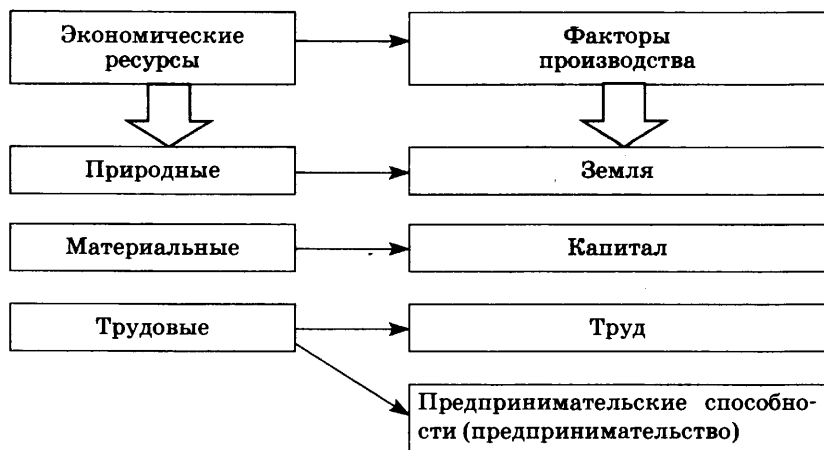 Экономические
ресурсы
Факторы
производства
Природные
Земля
Материальные
Капитал
Трудовые
Труд
Предпринимательские способно-
сти (предпринимательство)